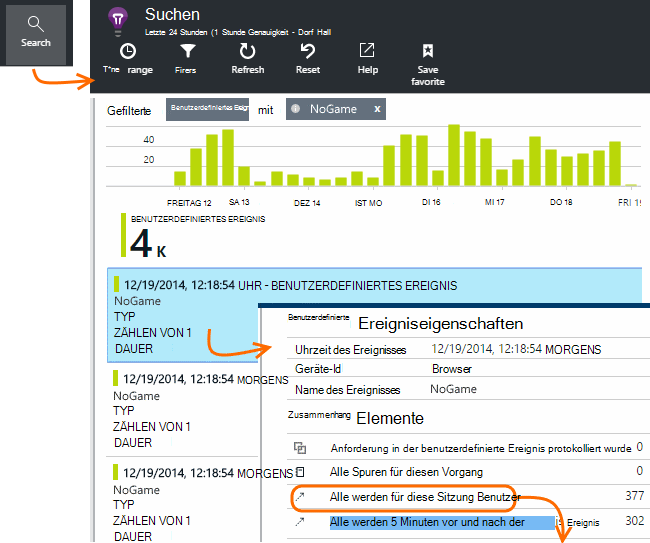 Search
Suchen
Letzte 24 Stunden (1 Stunde Genauigkeit - Dorf Hall
T*ne range
Firers
Refresh
Reset
Help
Save favorite
Gefilterte Benutzerdefiniertes Ereign mit NoGame x
40
20
FREITAG 12 SA 13 DEZ 14 IST MO DI 16 MI 17 DO 18 FRI 19
BENUTZERDEFINIERTES EREIGNIS
4 K
12/19/2014, 12:18:54 UHR - BENUTZERDEFINIERTES EREIGNIS
NoGame
TYP
ZÄHLEN VON 1
DAUER
12/19/2014, 12:18:54 MORGENS
NoGame
TYP
ZÄHLEN VON 1
DAUER
12/19/2014, 12:18:54 MORGENS
NoGame
TYP
ZÄHLEN VON 1
DAUER
Benutzerdefinierte Ereigniseigenschaften
Uhrzeit des Ereignisses 12/19/2014, 12:18:54 MORGENS
Geräte-Id Browser
Name des Ereignisses NoGame
Zusammenhang Elemente
Anforderung in der benutzerdefinierte Ereignis protokolliert wurde 0
Alle Spuren für diesen Vorgang 0
Alle werden für diese Sitzung Benutzer 377
Alle werden 5 Minuten vor und nach der Ereignis 302